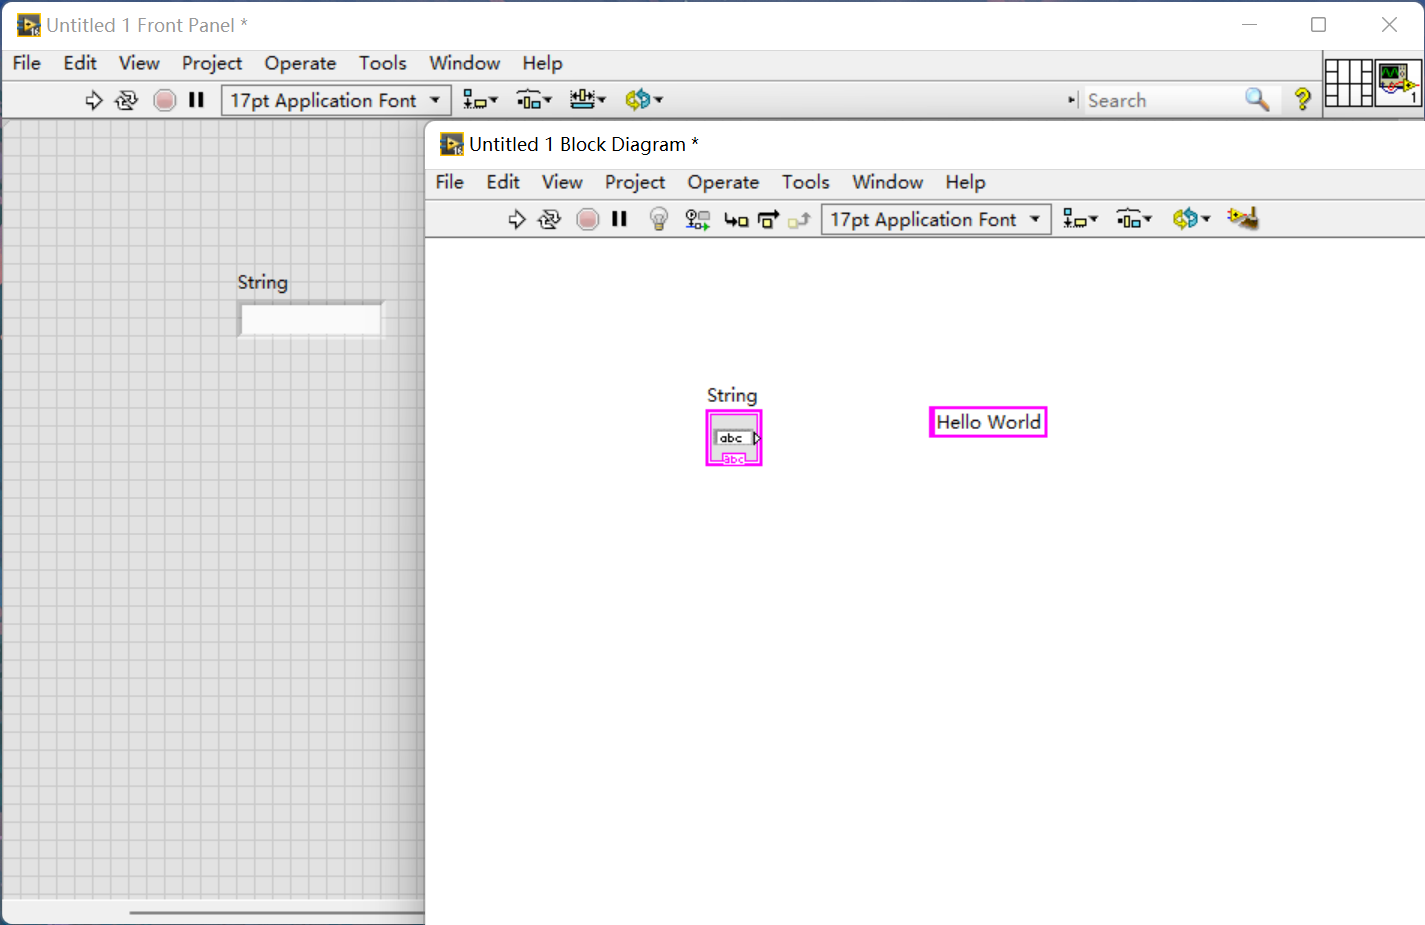 Untitled 1 Front Panel *
File Edit View Project Operate Tools Window Help
17pt Application Font Search ? 1
Untitled 1 Block Diagram *
File Edit View Project Operate Tools Window Help
17pt Application Font
String
String
abc
abc
Hello World